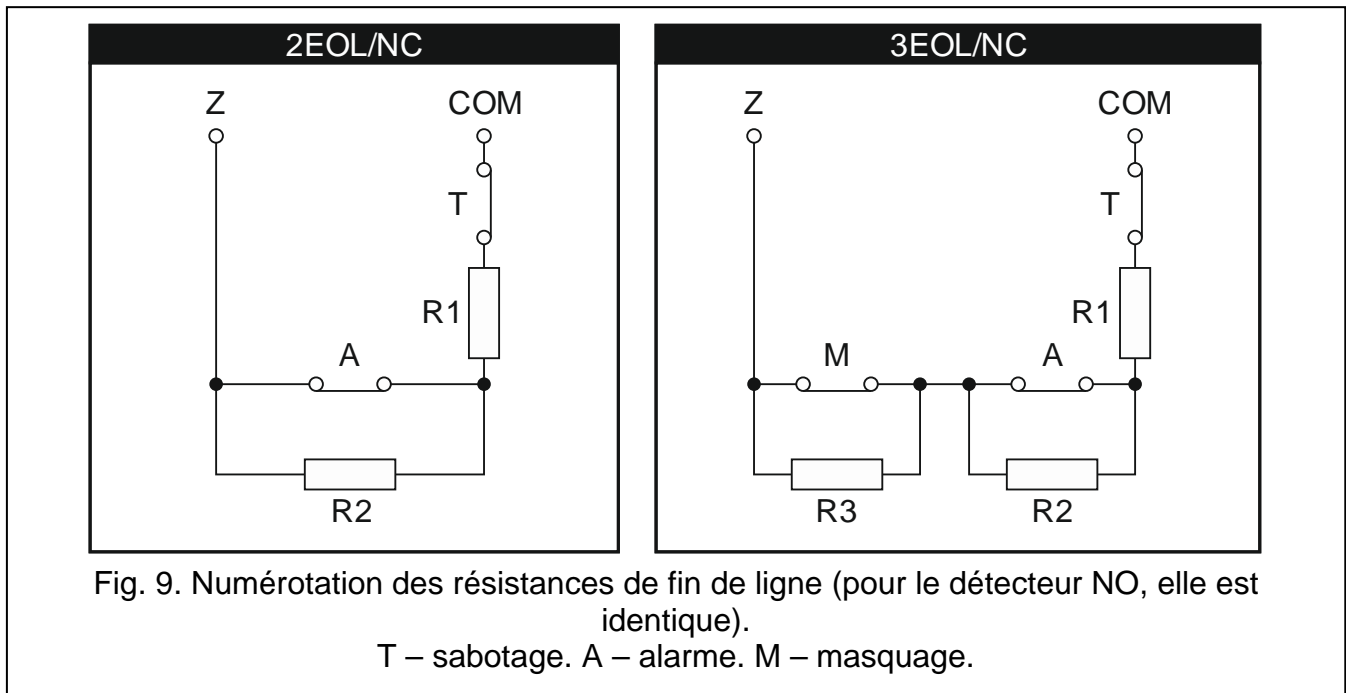 2EOL/NC
Z COM
T
R1
A
R2
3EOL/NC
Z COM
T
R1
M A
R3 R2
Fig. 9. Numérotation des résistances de fin de ligne (pour le détecteur NO, elle est
identique).
T – sabotage. A – alarme. M – masquage.